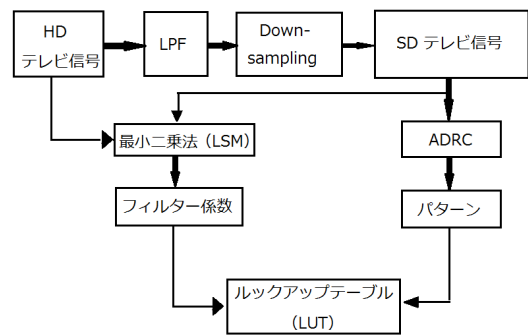 HD
テレビ信号
LPF
Down-
sampling
SD テレビ信号
最小二乗法（LSM）
ADRC
フィルター係数
パターン
ルックアップテーブル
（LUT）